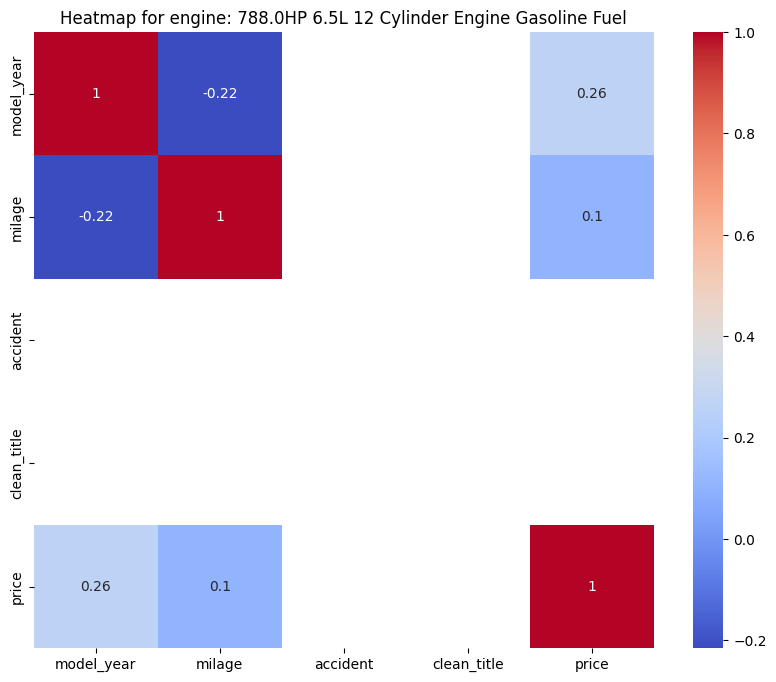 Heatmap for engine: 788.0HP 6.5L 12 Cylinder Engine Gasoline Fuel
model_year
1
-0.22
0.26
milage
-0.22
1
0.1
accident
clean_title
price
0.26
0.1
1
model_year
milage
accident
clean_title
price
1.0
0.8
0.6
0.4
0.2
0.0
−0.2